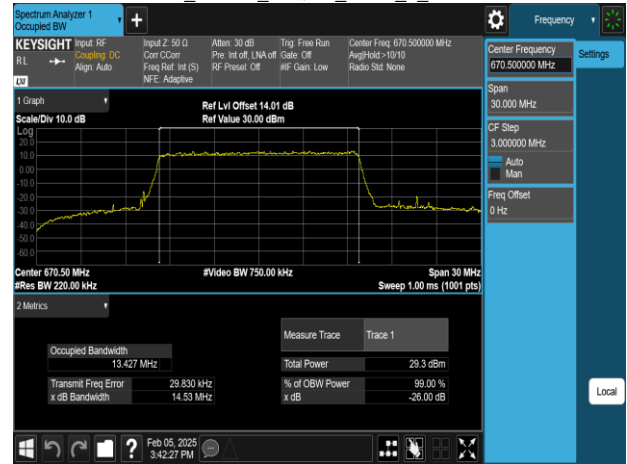 Spectrum Analyzer 1
Occupied BW
Frequency
KEYSIGHT
RL
LXI
Input: RF
Coupling: DC
Align: Auto
Input Z: 50 Ω
Corr CCorr
Freq Ref: Int (S)
NFE: Adaptive
Atten: 30 dB
Pre: Int off, LNA off
RF Presel: Off
Trig: Free Run
Gate: Off
#IF Gain: Low
Center Freq: 670.500000 MHz
Avg|Hold:>10/10
Radio Std: None
Center Frequency
670.500000 MHz
Settings
Span
30.000 MHz
CF Step
3.000000 MHz
Auto
Man
Freq Offset
0 Hz
Local
1 Graph
Scale/Div 10.0 dB
Ref Lvl Offset 14.01 dB
Ref Value 30.00 dBm
Log
20.0
10.0
0.00
-10.0
-20.0
-30.0
-40.0
-50.0
-60.0
Center 670.50 MHz
#Video BW 750.00 kHz
Span 30 MHz
#Res BW 220.00 kHz
Sweep 1.00 ms (1001 pts)
2 Metrics
Measure Trace
Trace 1
Occupied Bandwidth
13.427 MHz
Total Power
29.3 dBm
Transmit Freq Error
29.830 kHz
% of OBW Power
99.00 %
x dB Bandwidth
14.53 MHz
x dB
-26.00 dB
Feb 05, 2025
3:42:27 PM